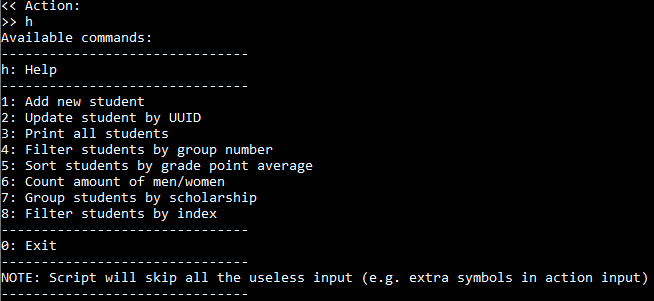 << Action:
>> h
Available commands:
-------------------------------
h: Help
-------------------------------
1: Add new student
2: Update student by UUID
3: Print all students
4: Filter students by group number
5: Sort students by grade point average
6: Count amount of men/women
7: Group students by scholarship
8: Filter students by index
-------------------------------
0: Exit
-------------------------------
NOTE: Script will skip all the useless input (e.g. extra symbols in action input)
-------------------------------